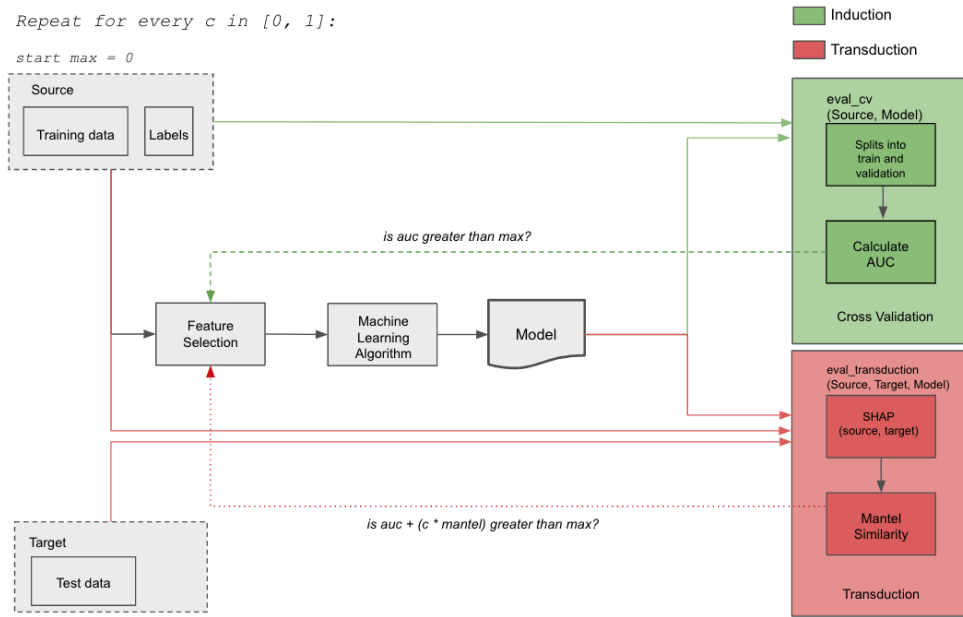 Repeat for every c in [0, 1]:
start max = 0
Induction
Transduction
Source
Training data
Labels
eval_cv
(Source, Model)
Splits into
train and
validation
Calculate
AUC
Cross Validation
is auc greater than max?
Feature
Selection
Machine
Learning
Algorithm
Model
eval_transduction
(Source, Target, Model)
SHAP
(source, target)
Mantel
Similarity
Transduction
is auc + (c * mantel) greater than max?
Target
Test data